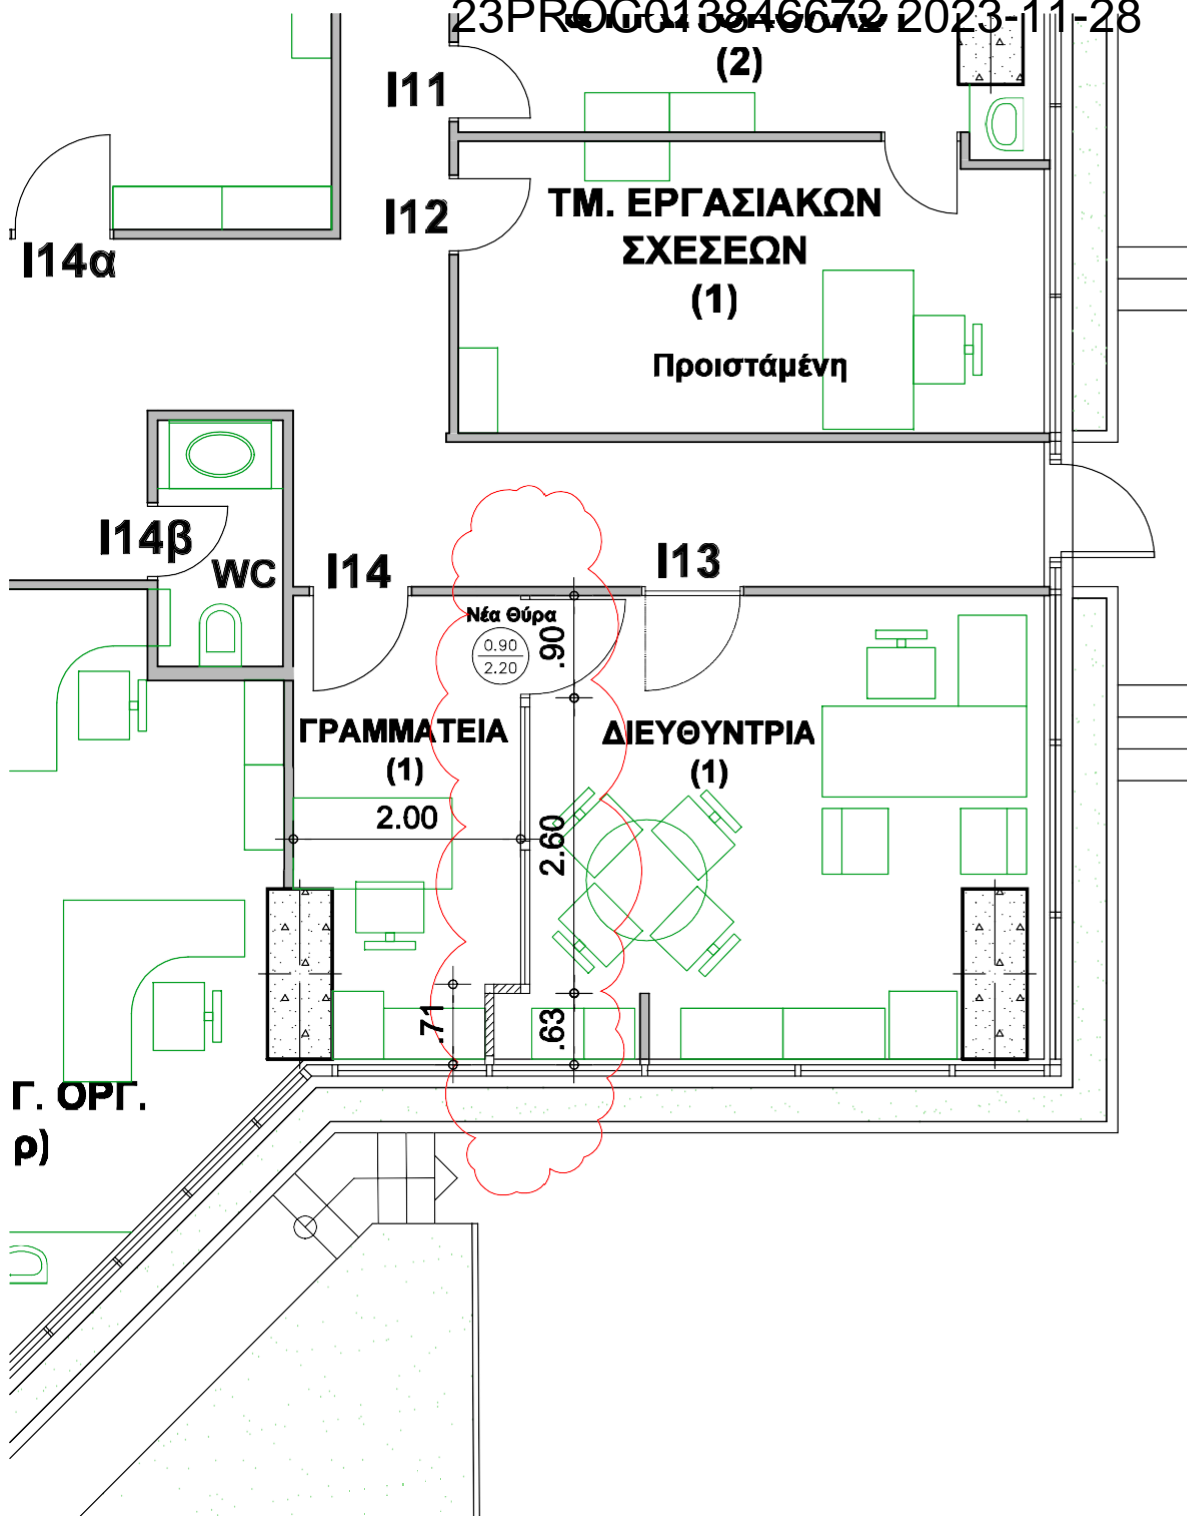 23PROC013846672 2023-11-28
(2)
I11
I12
ΤΜ. ΕΡΓΑΣΙΑΚΩΝ
ΣΧΕΣΕΩΝ
(1)
Προιστάμένη
I14α
I14β
WC
I14
I13
Νέα Θύρα
0.90
2.20
.90
ΓΡΑΜΜΑΤΕΙΑ
(1)
ΔΙΕΥΘΥΝΤΡΙΑ
(1)
2.00
2.60
.71
.63
Γ. ΟΡΓ.
ρ)